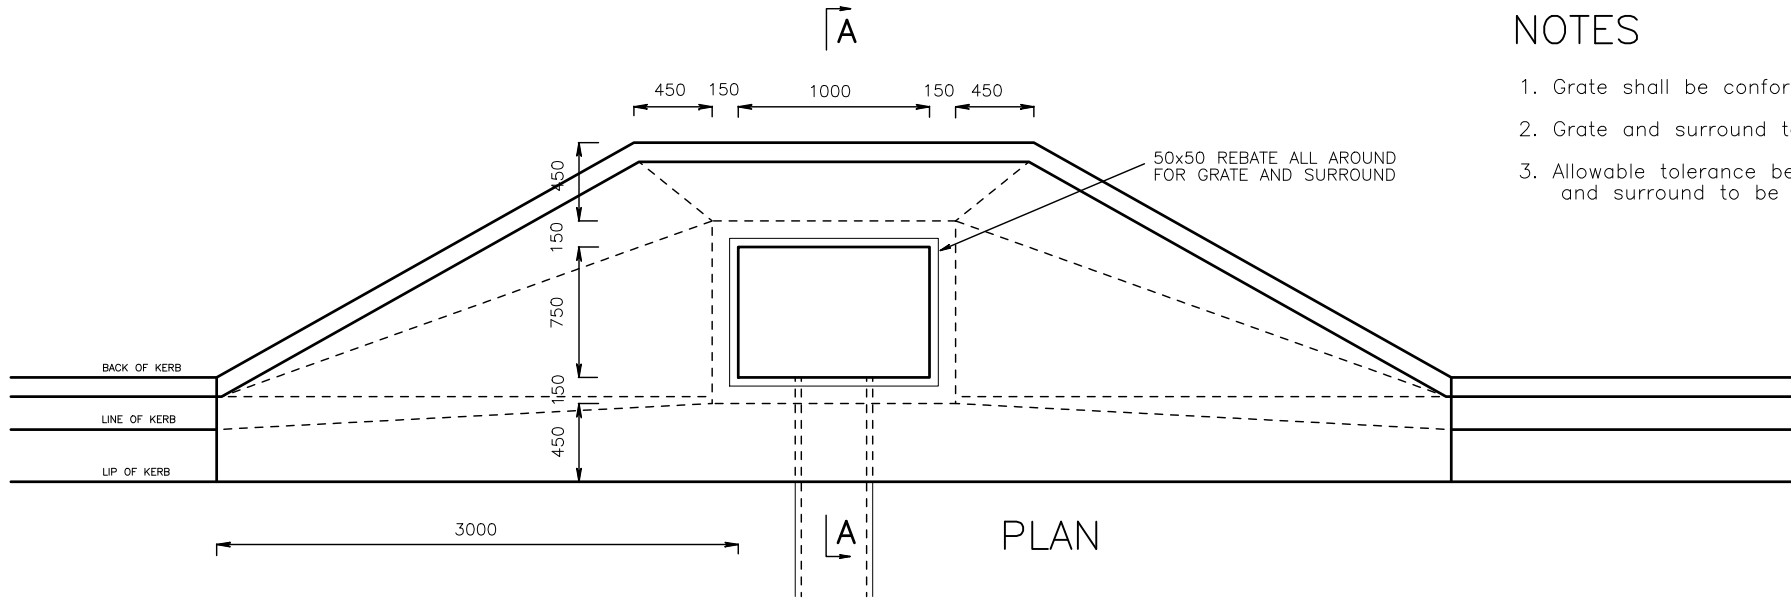 A
NOTES
450 150 1000 150 450
1. Grate shall be confor
2. Grate and surround t
3. Allowable tolerance be
and surround to be
50x50 REBATE ALL AROUND
FOR GRATE AND SURROUND
450
150
750
150
450
BACK OF KERB
LINE OF KERB
LIP OF KERB
3000
A
PLAN